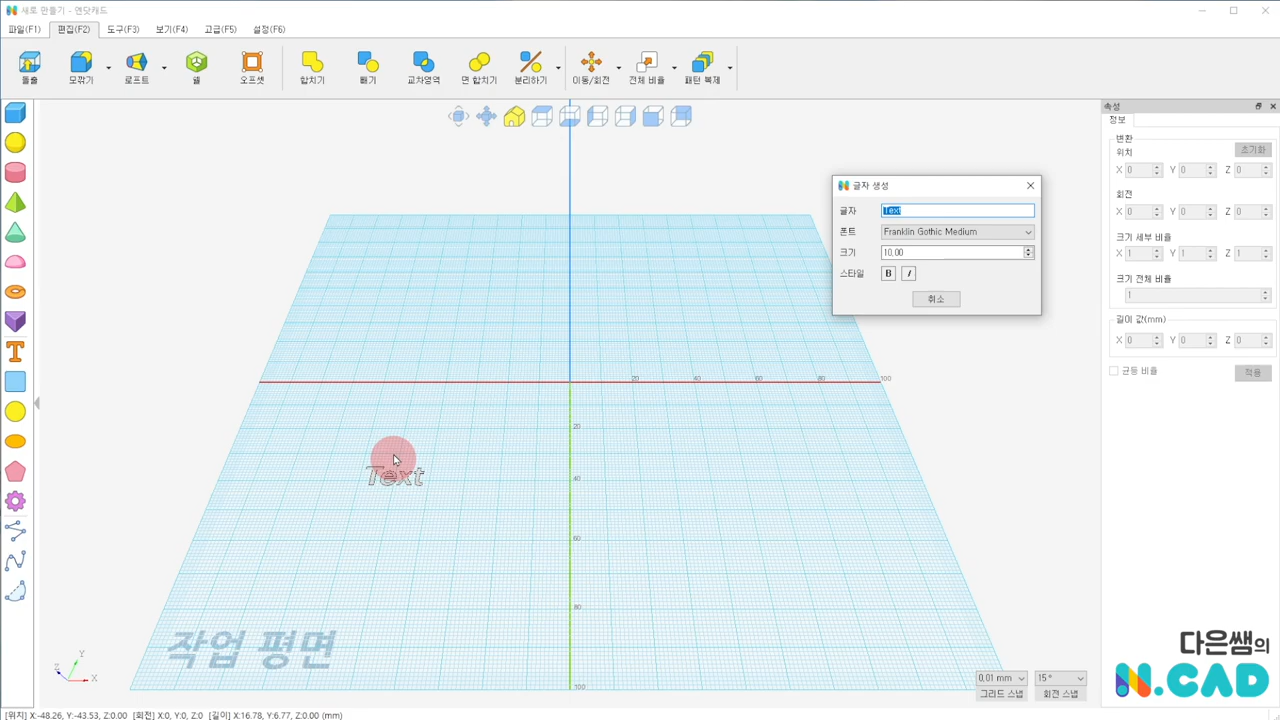 새로 만들기 - 엔닷캐드
파일(F1) 편집(F2) 도구(F3) 보기(F4) 고급(F5) 설정(F6)
돌출 모깎기 로프트 쉘 오프셋 합치기 빼기 교차영역 면 합치기 분리하기 이동/회전 전체 비율 패턴 복제
속성
정보
변환
위치 초기화
X 0 Y 0 Z 0
회전
X 0 Y 0 Z 0
크기 세부 비율
X 1 Y 1 Z 1
크기 전체 비율
1
길이 값(mm)
X 0 Y 0 Z 0
균등 비율 적용
글자 생성
글자 Text
폰트 Franklin Gothic Medium
크기 10.00
스타일 B I
취소
20 40 60 80 100
20
40
60
80
100
Text
작업 평면
Z Y X
0.01 mm 15°
그리드 스냅 회전 스냅
다은쌤의
N.CAD
[위치] X:-48.26, Y:-43.53, Z:0.00 [회전] X:0, Y:0, Z:0 [길이] X:16.78, Y:6.77, Z:0.00 (mm)